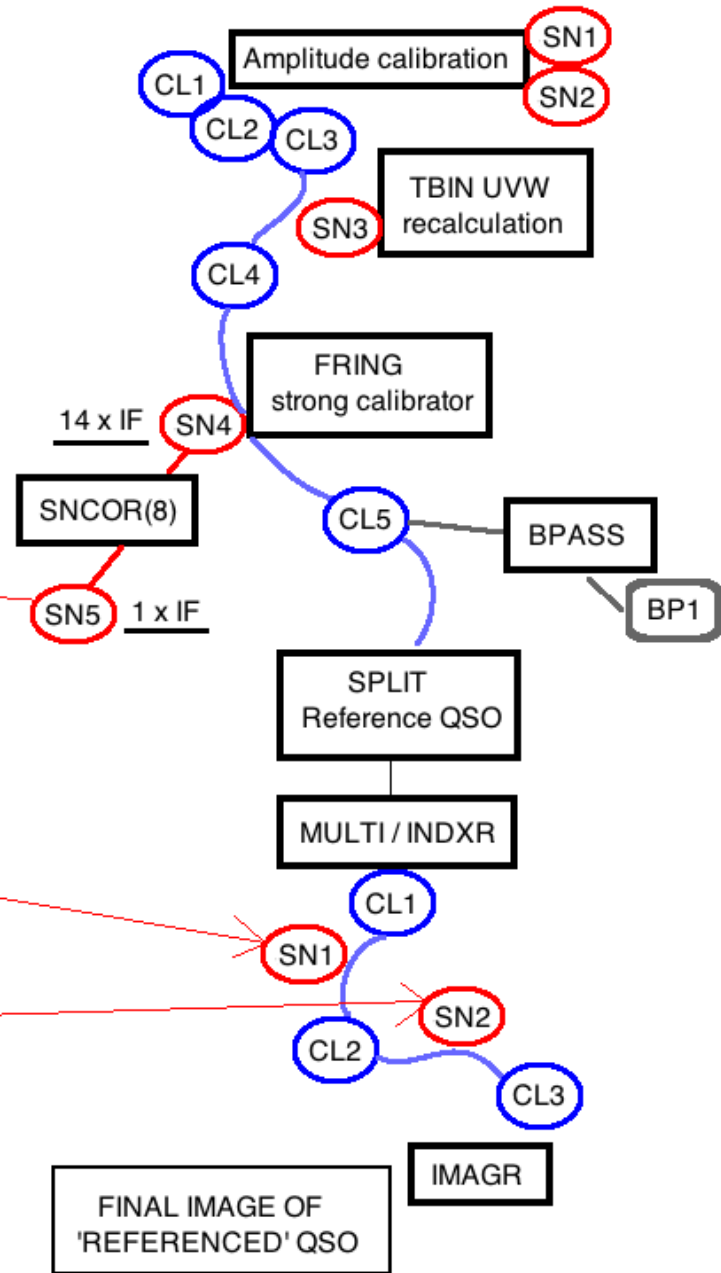 Amplitude calibration
SN1
SN2
CL1
CL2
CL3
TBIN UVW
recalculation
SN3
CL4
FRING
strong calibrator
14 x IF
SN4
SNCOR(8)
CL5
BPASS
BP1
SN5
1 x IF
SPLIT
Reference QSO
MULTI / INDXR
CL1
SN1
SN2
CL2
CL3
IMAGR
FINAL IMAGE OF
'REFERENCED' QSO